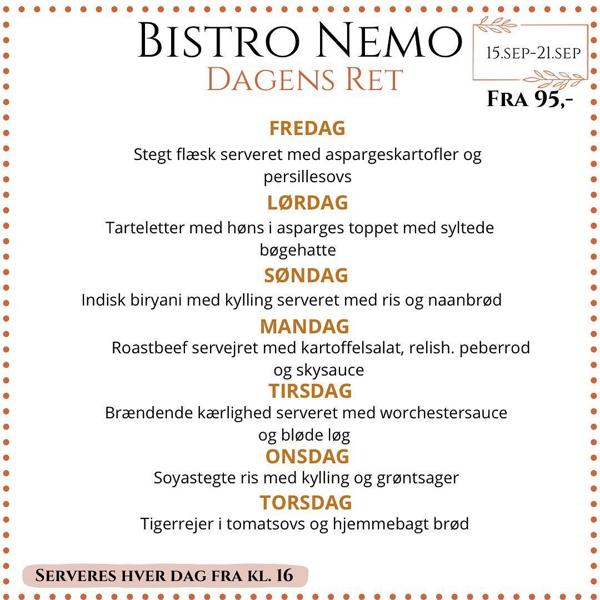 BISTRO NEMO
15.SEP-21.SEP
DAGENS RET
FRA 95,-
FREDAG
Stegt flæsk serveret med aspargeskartofler og
persillesovs
LØRDAG
Tarteletter med høns i asparges toppet med syltede
bøgehatte
SØNDAG
Indisk biryani med kylling serveret med ris og naanbrød
MANDAG
Roastbeef servejret med kartoffelsalat, relish. peberrod
og skysauce
TIRSDAG
Brændende kærlighed serveret med worchestersauce
og bløde løg
ONSDAG
Soyastegte ris med kylling og grøntsager
TORSDAG
Tigerrejer i tomatsovs og hjemmebagt brød
SERVERES HVER DAG FRA KL. 16